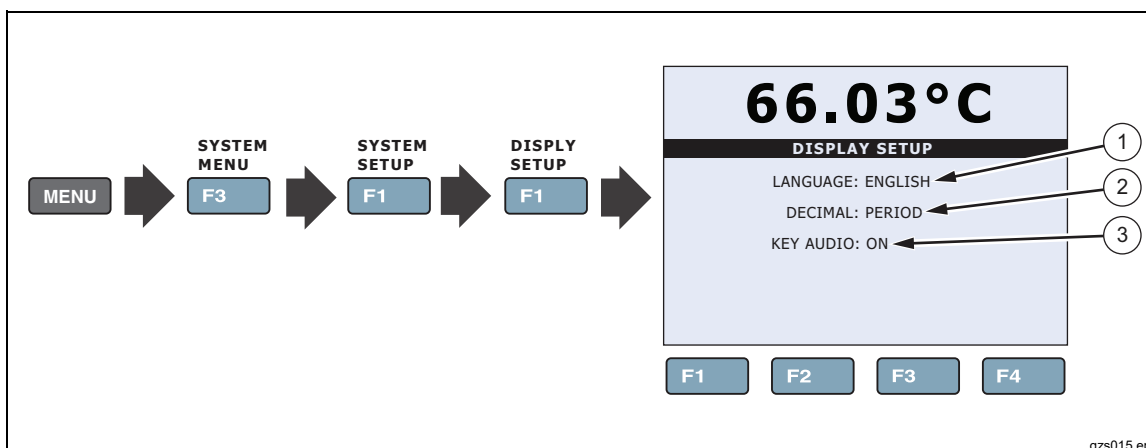 SYSTEM
MENU
SYSTEM
SETUP
DISPLY
SETUP
MENU
F3
F1
F1
66.03°C
DISPLAY SETUP
LANGUAGE: ENGLISH
DECIMAL: PERIOD
KEY AUDIO: ON
1
2
3
F1
F2
F3
F4